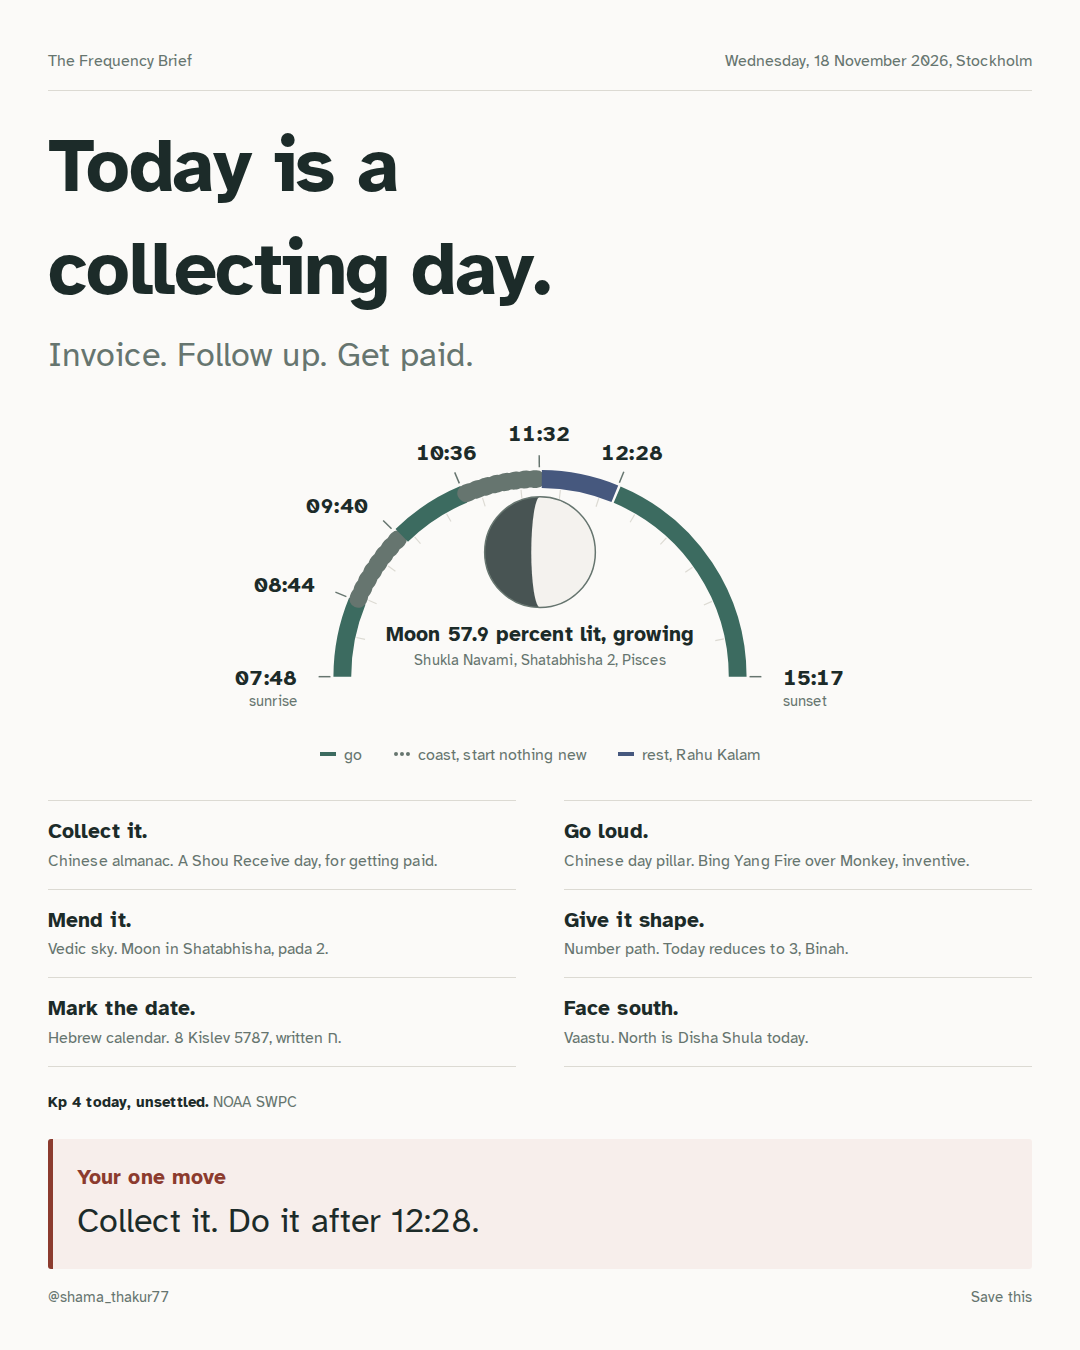 The Frequency Brief
Wednesday, 18 November 2026, Stockholm
Today is a
collecting day.
Invoice. Follow up. Get paid.
11:32
10:36
12:28
09:40
08:44
Moon 57.9 percent lit, growing
Shukla Navami, Shatabhisha 2, Pisces
07:48
sunrise
15:17
sunset
go
coast, start nothing new
rest, Rahu Kalam
Collect it.
Chinese almanac. A Shou Receive day, for getting paid.
Go loud.
Chinese day pillar. Bing Yang Fire over Monkey, inventive.
Mend it.
Vedic sky. Moon in Shatabhisha, pada 2.
Give it shape.
Number path. Today reduces to 3, Binah.
Mark the date.
Hebrew calendar. 8 Kislev 5787, written ח.
Face south.
Vaastu. North is Disha Shula today.
Kp 4 today, unsettled. NOAA SWPC
Your one move
Collect it. Do it after 12:28.
@shama_thakur77
Save this